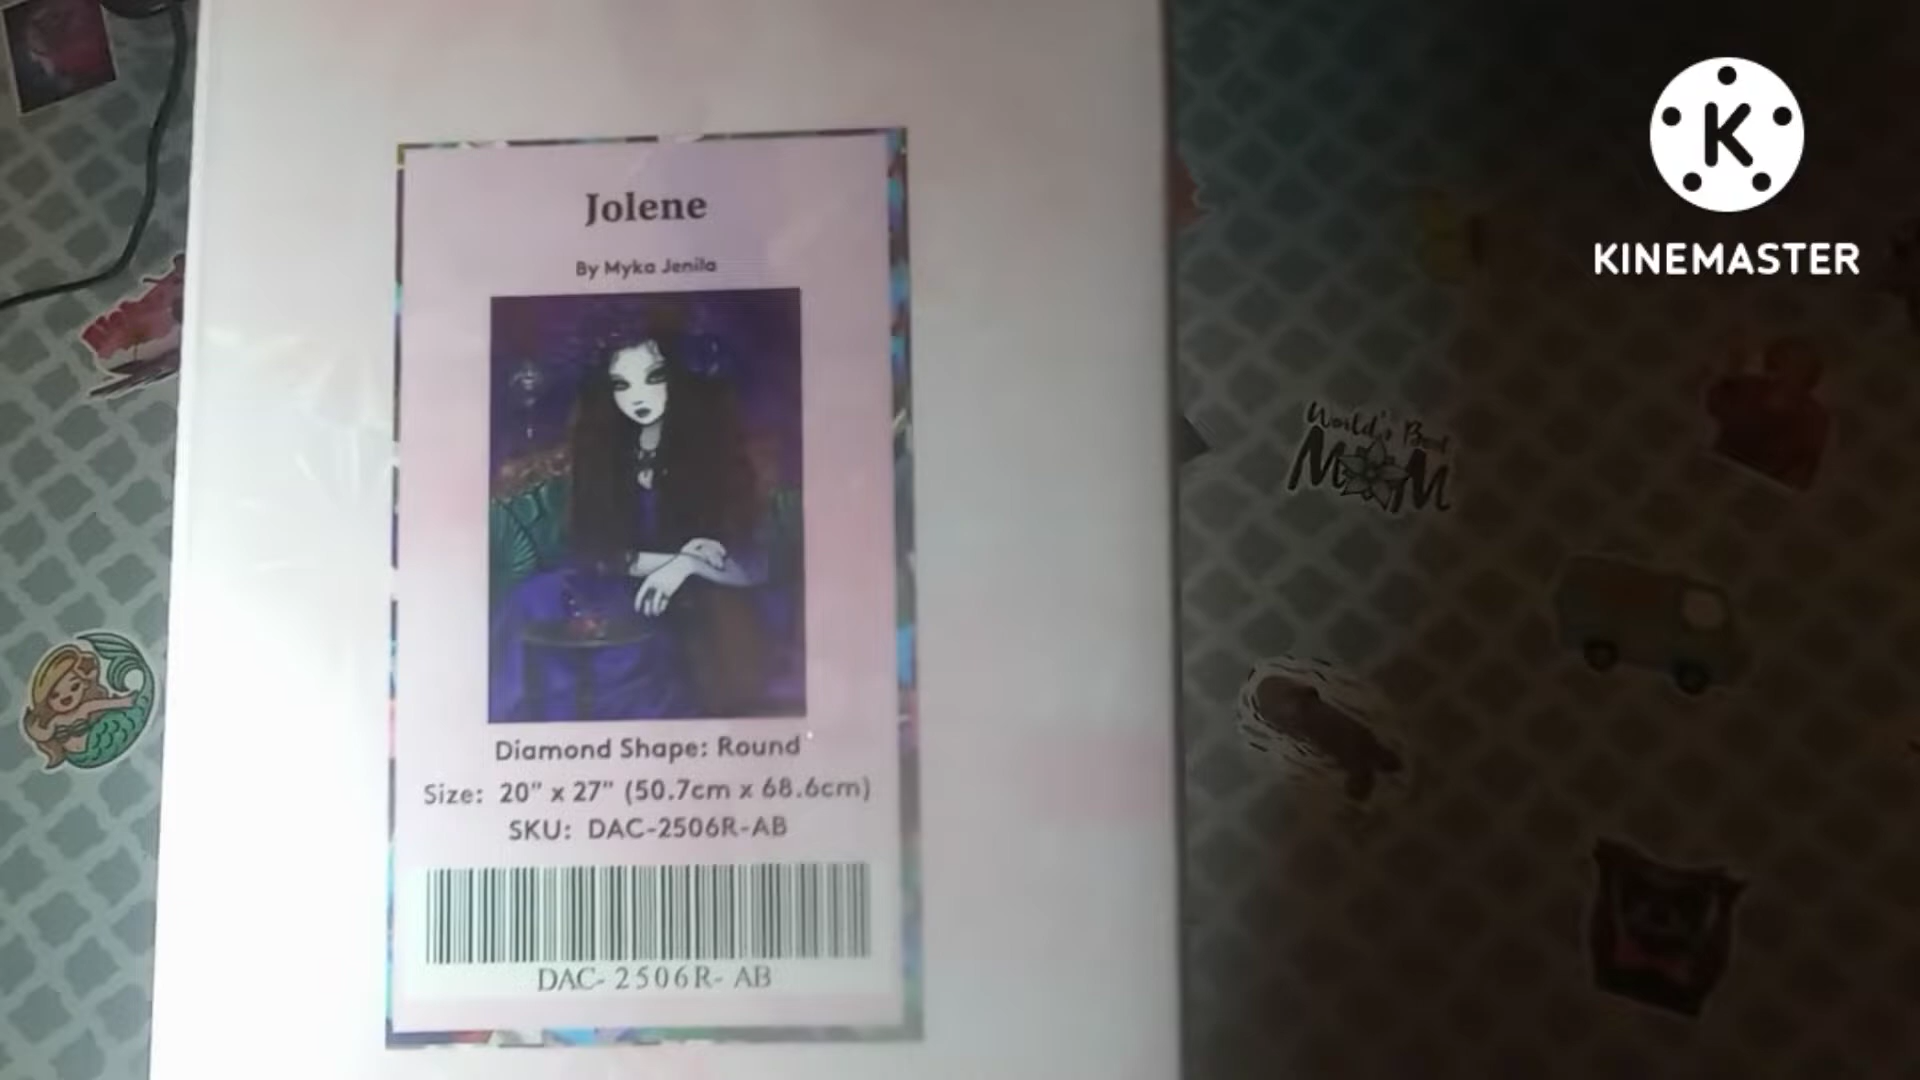 Jolene
By Myka Jenila
Diamond Shape: Round
Size: 20" x 27" (50.7cm x 68.6cm)
SKU: DAC-2506R-AB
DAC- 2506R- AB
K
KINEMASTER
World's Best
MOM